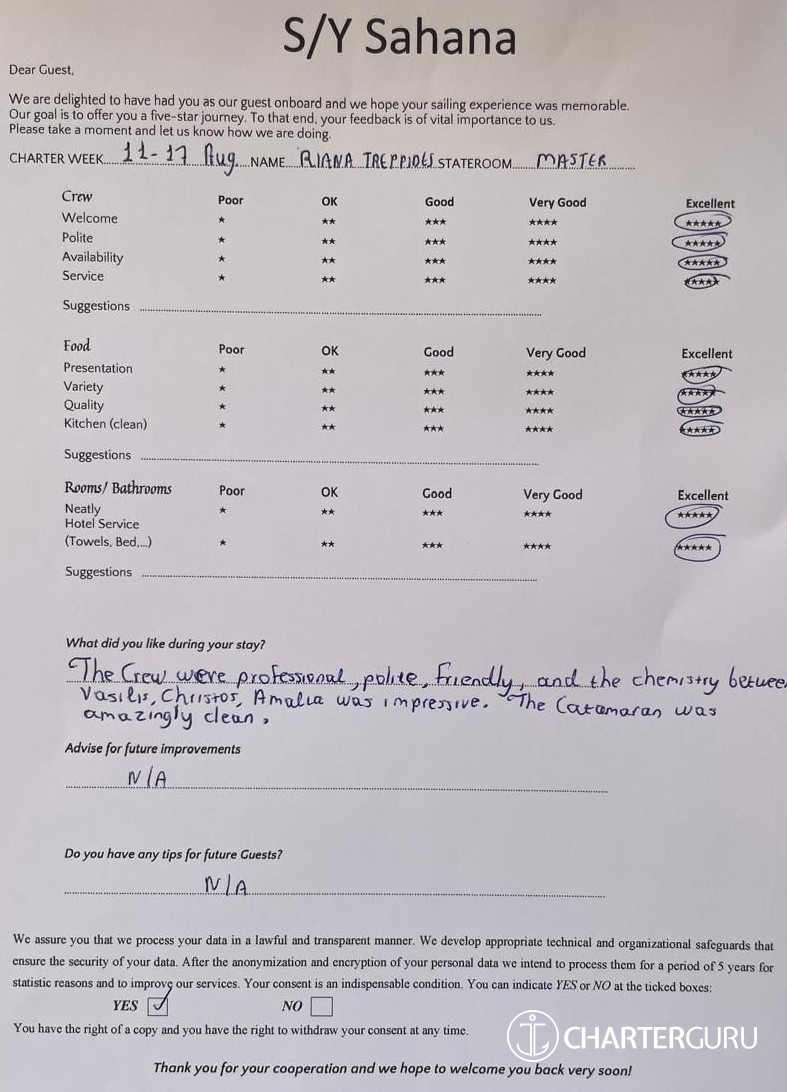 S/Y Sahana
Dear Guest,
We are delighted to have had you as our guest onboard and we hope your sailing experience was memorable.
Our goal is to offer you a five-star journey. To that end, your feedback is of vital importance to us.
Please take a moment and let us know how we are doing.
CHARTER WEEK..... 11-17 Aug.... NAME.... RIANA TREPPIDES STATEROOM...... MASTER .......
Crew Poor OK Good Very Good Excellent
Welcome ★ ★★ ★★★ ★★★★ ★★★★★
Polite ★ ★★ ★★★ ★★★★ ★★★★★
Availability ★ ★★ ★★★ ★★★★ ★★★★★
Service ★ ★★ ★★★ ★★★★ ★★★★★
Suggestions ........................................
Food Poor OK Good Very Good Excellent
Presentation ★ ★★ ★★★ ★★★★ ★★★★★
Variety ★ ★★ ★★★ ★★★★ ★★★★★
Quality ★ ★★ ★★★ ★★★★ ★★★★★
Kitchen (clean) ★ ★★ ★★★ ★★★★ ★★★★★
Suggestions ........................................
Rooms/ Bathrooms Poor OK Good Very Good Excellent
Neatly ★ ★★ ★★★ ★★★★ ★★★★★
Hotel Service
(Towels, Bed,...) ★ ★★ ★★★ ★★★★ ★★★★★
Suggestions ........................................
What did you like during your stay?
The Crew were professional, polite, friendly, and the chemistry between
Vasilis, Christos, Amalia was impressive. The Catamaran was
amazingly clean.
Advise for future improvements
N/A
Do you have any tips for future Guests?
N/A
We assure you that we process your data in a lawful and transparent manner. We develop appropriate technical and organizational safeguards that
ensure the security of your data. After the anonymization and encryption of your personal data we intend to process them for a period of 5 years for
statistic reasons and to improve our services. Your consent is an indispensable condition. You can indicate YES or NO at the ticked boxes:
YES ☑ NO ☐
You have the right of a copy and you have the right to withdraw your consent at any time.
CHARTERGURU
Thank you for your cooperation and we hope to welcome you back very soon!